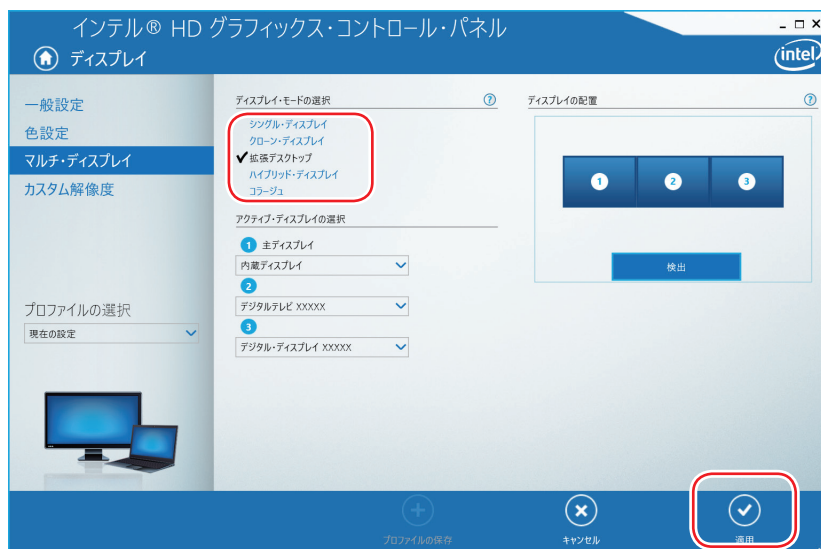 インテル® HD グラフィックス・コントロール・パネル
ディスプレイ
intel
一般設定
色設定
マルチ・ディスプレイ
カスタム解像度
プロファイルの選択
現在の設定
ディスプレイ・モードの選択
?
シングル・ディスプレイ
クローン・ディスプレイ
拡張デスクトップ
ハイブリッド・ディスプレイ
コラージュ
アクティブ・ディスプレイの選択
1 主ディスプレイ
内蔵ディスプレイ
2
デジタルテレビ XXXXX
3
デジタル・ディスプレイ XXXXX
ディスプレイの配置
?
1 2 3
検出
プロファイルの保存
キャンセル
適用